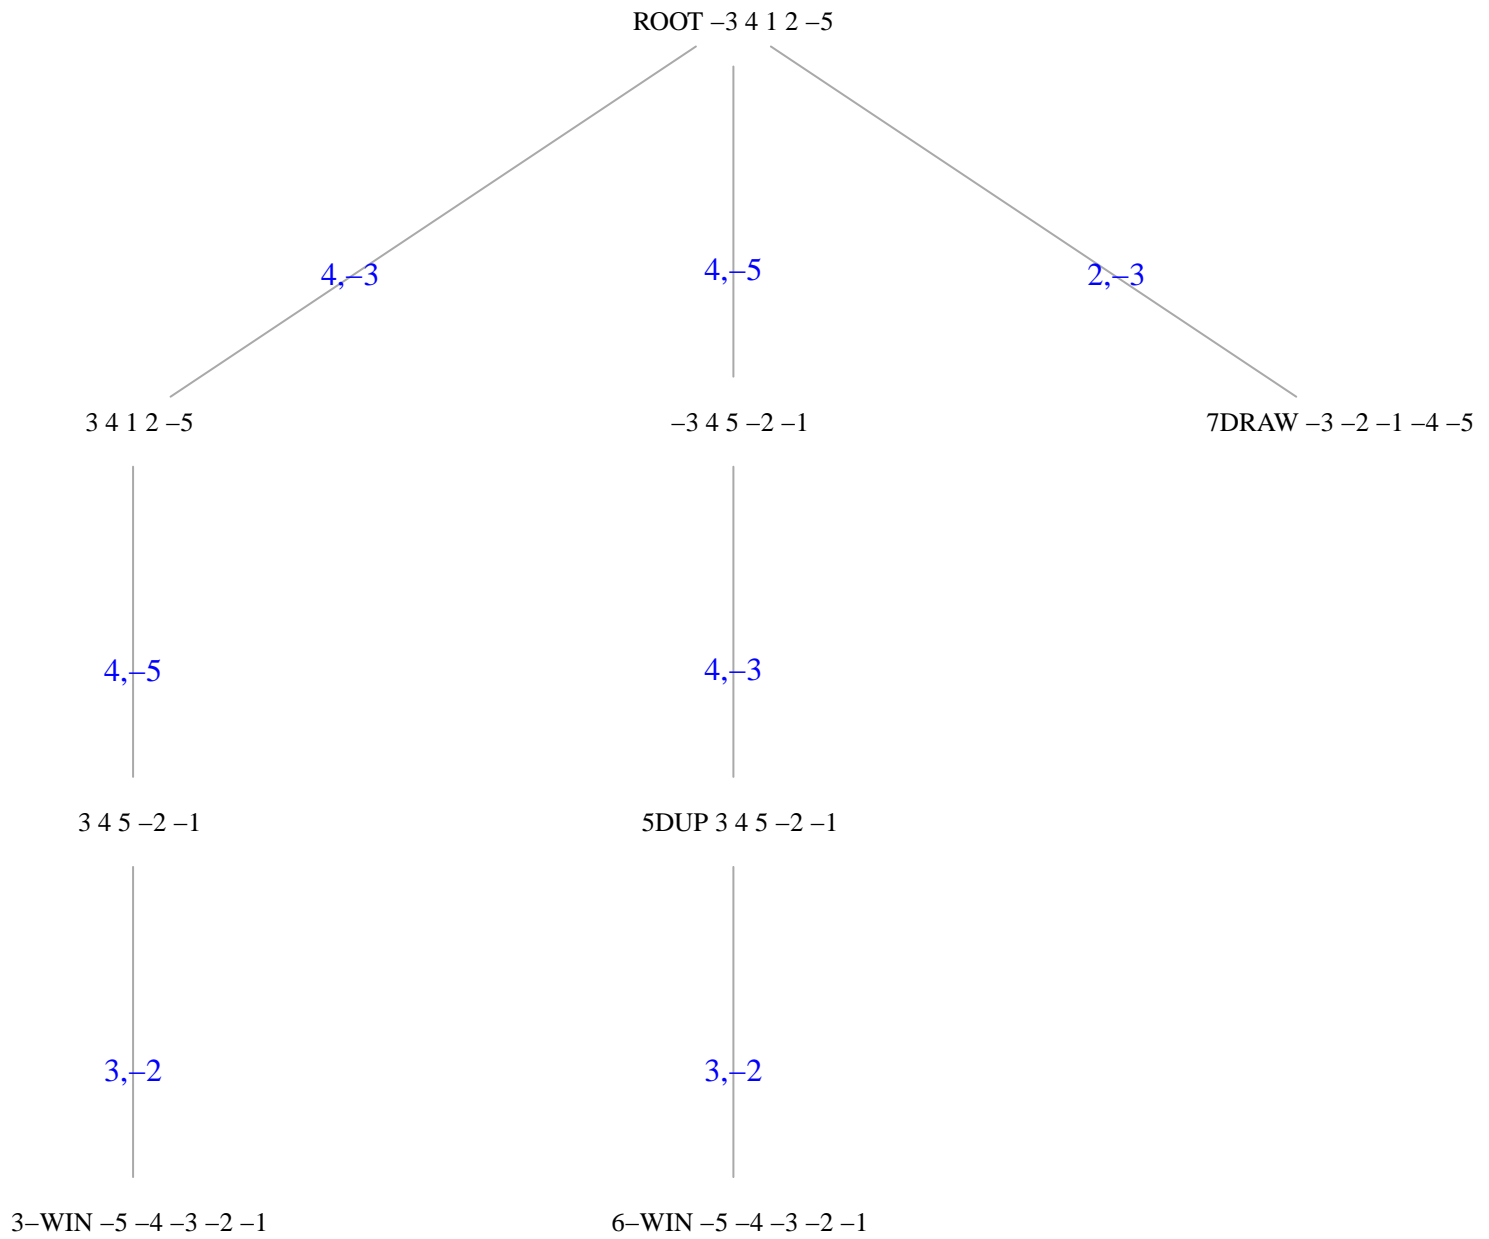 ROOT –3 4 1 2 –5
4,–3
4,–5
2,–3
3 4 1 2 –5
–3 4 5 –2 –1
7DRAW –3 –2 –1 –4 –5
4,–5
4,–3
3 4 5 –2 –1
5DUP 3 4 5 –2 –1
3,–2
3,–2
3–WIN –5 –4 –3 –2 –1
6–WIN –5 –4 –3 –2 –1